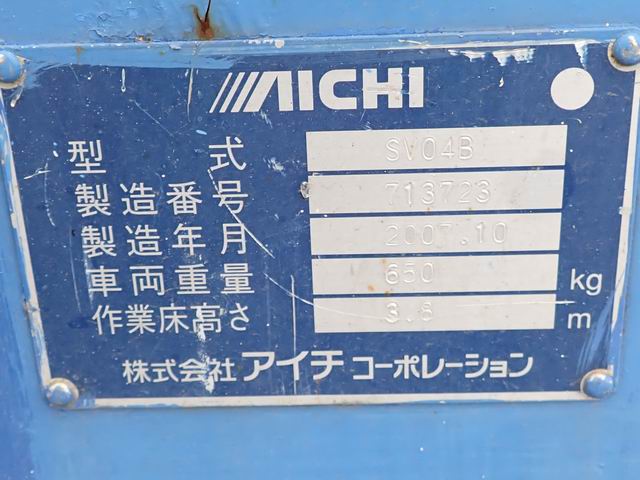 AICHI
型式 SV04B
製造番号 713723
製造年月 2007.10
車両重量 650 kg
作業床高さ 3.6 m
株式会社 アイチ コーポレーション